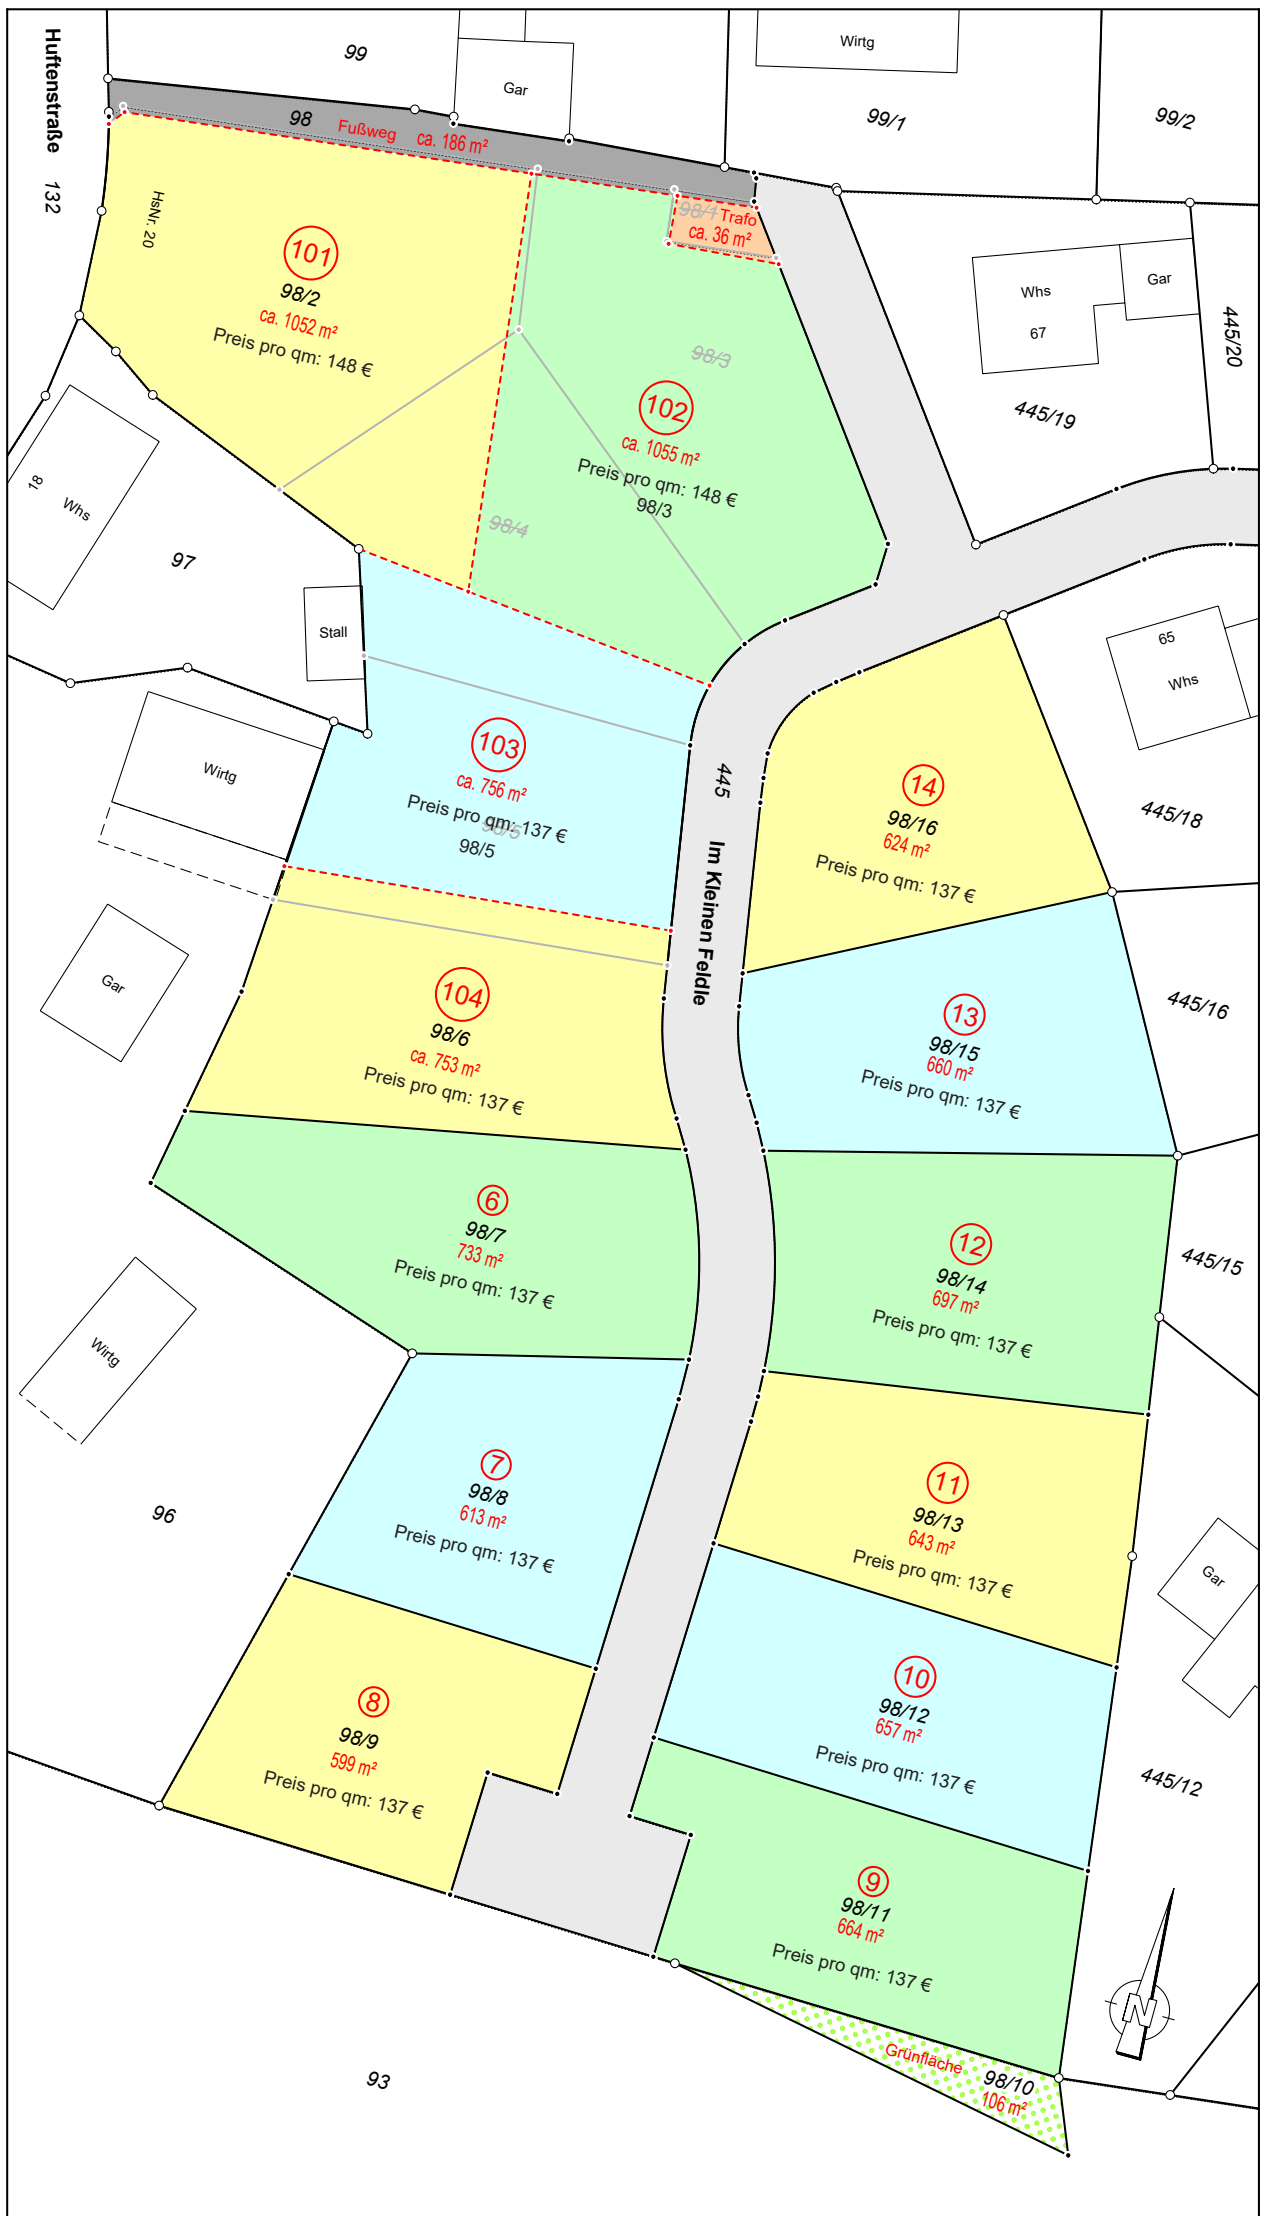 Huftenstraße 132
99
Gar
Wirtg
99/1
99/2
98
Fußweg ca. 186 m²
98/1 Trafo
ca. 36 m²
HsNr. 20
101
98/2
ca. 1052 m²
Preis pro qm: 148 €
Whs
67
Gar
445/20
445/19
98/3
102
ca. 1055 m²
Preis pro qm: 148 €
98/3
98/4
18
Whs
97
Stall
65
Whs
445/18
Wirtg
103
ca. 756 m²
Preis pro qm: 137 €
98/5
98/5
445
Im Kleinen Feldle
14
98/16
624 m²
Preis pro qm: 137 €
Gar
104
98/6
ca. 753 m²
Preis pro qm: 137 €
13
98/15
660 m²
Preis pro qm: 137 €
445/16
6
98/7
733 m²
Preis pro qm: 137 €
12
98/14
697 m²
Preis pro qm: 137 €
445/15
Wirtg
7
98/8
613 m²
Preis pro qm: 137 €
11
98/13
643 m²
Preis pro qm: 137 €
96
Gar
8
98/9
599 m²
Preis pro qm: 137 €
10
98/12
657 m²
Preis pro qm: 137 €
445/12
9
98/11
664 m²
Preis pro qm: 137 €
N
Grünfläche
98/10
106 m²
93